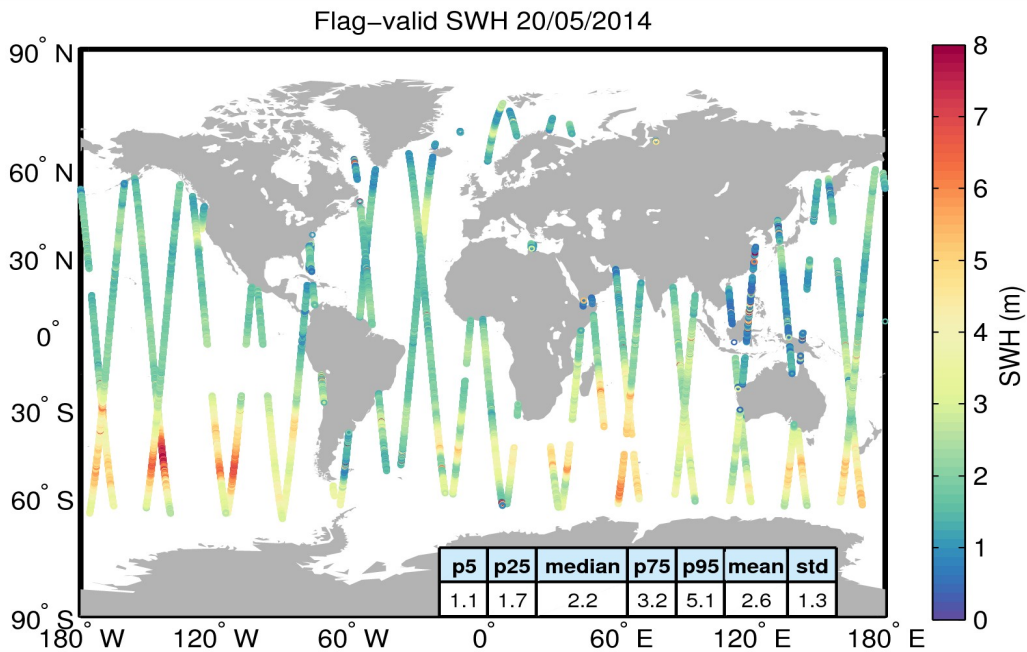 Flag−valid SWH 20/05/2014
90° N
60° N
30° N
0°
30° S
60° S
90° S
180° W
120° W
60° W
0°
60° E
120° E
180° E
p5 p25 median p75 p95 mean std
1.1 1.7 2.2 3.2 5.1 2.6 1.3
8
7
6
5
4
3
2
1
0
SWH (m)